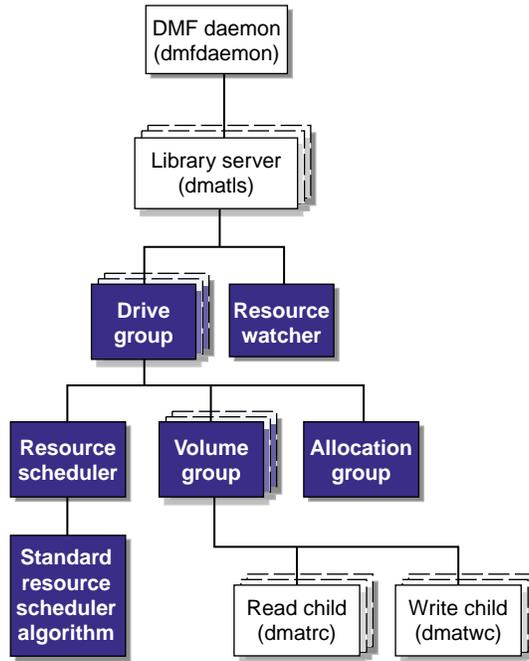 DMF daemon
(dmfdaemon)
Library server
(dmatls)
Drive
group
Resource
watcher
Resource
scheduler
Volume
group
Allocation
group
Standard
resource
scheduler
algorithm
Read child
(dmatrc)
Write child
(dmatwc)